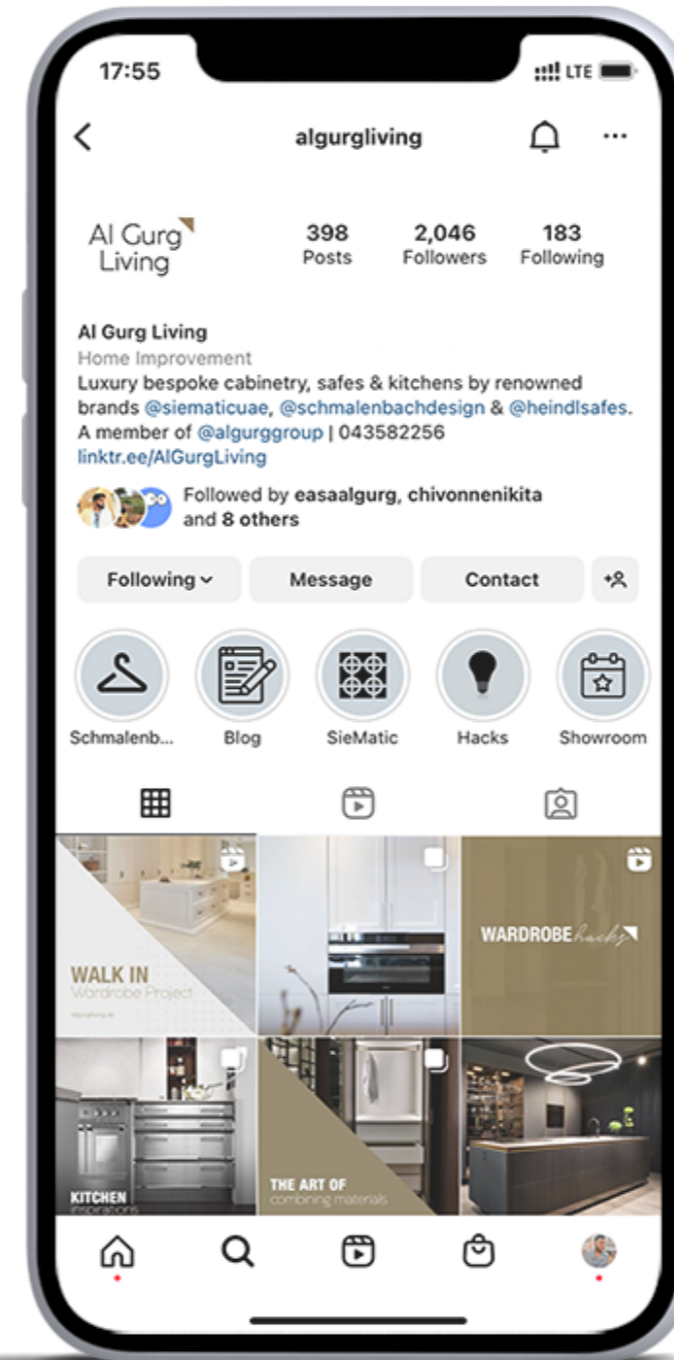 17:55
LTE
algurgliving
Al Gurg
Living
398
Posts
2,046
Followers
183
Following
Al Gurg Living
Home Improvement
Luxury bespoke cabinetry, safes & kitchens by renowned
brands @siematicuae, @schmalenbachdesign & @heindlsafes.
A member of @algurggroup | 043582256
linktr.ee/AlGurgLiving
Followed by easaalgurg, chivonnenikita
and 8 others
Following
Message
Contact
Schmalenb...
Blog
SieMatic
Hacks
Showroom
WALK IN
Wardrobe Project
WARDROBE hacks
KITCHEN
inspirations
THE ART OF
combining materials